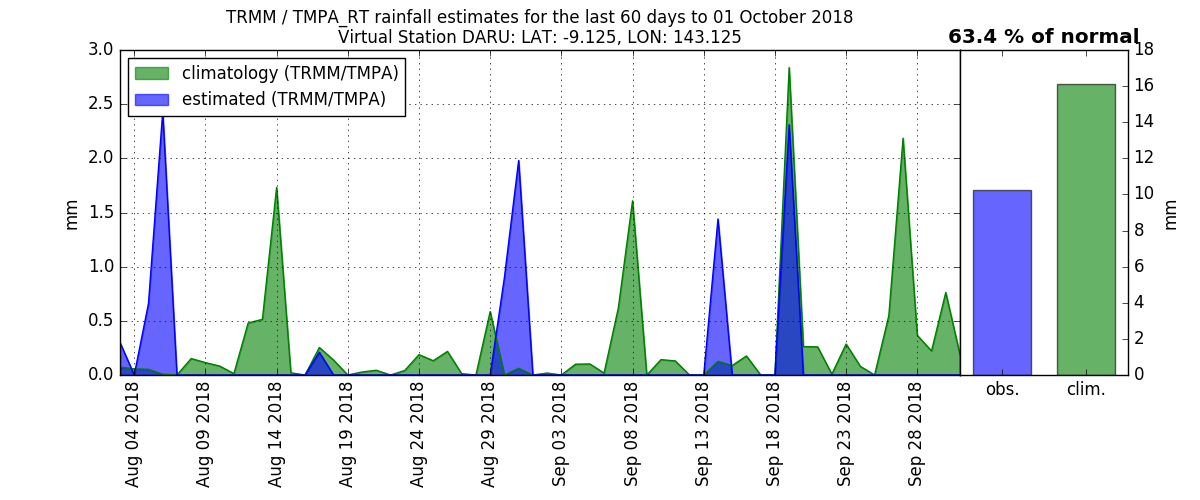 TRMM / TMPA_RT rainfall estimates for the last 60 days to 01 October 2018
Virtual Station DARU: LAT: -9.125, LON: 143.125
63.4 % of normal
climatology (TRMM/TMPA)
estimated (TRMM/TMPA)
mm
3.0
2.5
2.0
1.5
1.0
0.5
0.0
Aug 04 2018
Aug 09 2018
Aug 14 2018
Aug 19 2018
Aug 24 2018
Aug 29 2018
Sep 03 2018
Sep 08 2018
Sep 13 2018
Sep 18 2018
Sep 23 2018
Sep 28 2018
obs.
clim.
18
16
14
12
10
8
6
4
2
0
mm